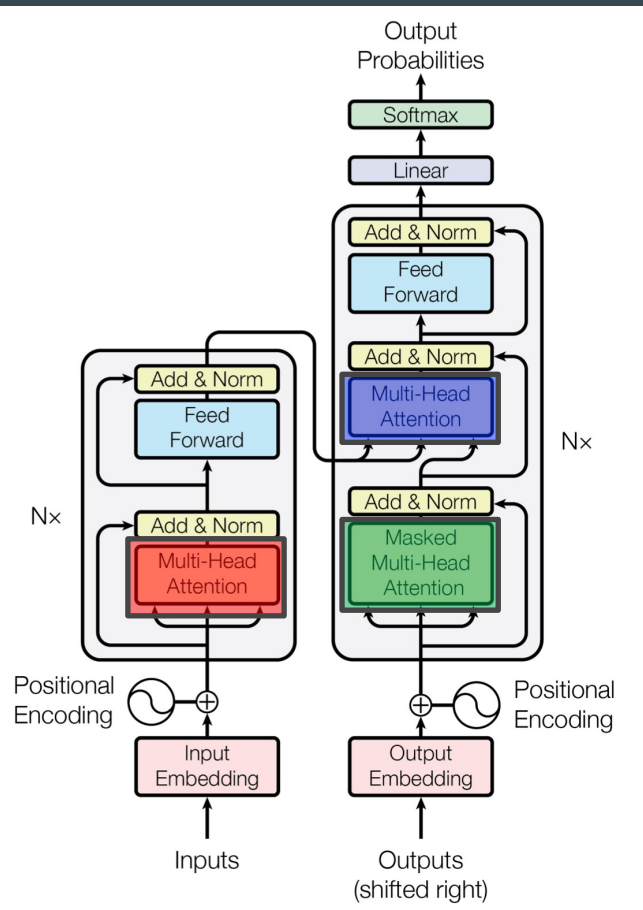 Output
Probabilities
Softmax
Linear
Add & Norm
Feed
Forward
Add & Norm
Multi-Head
Attention
Nx
Add & Norm
Masked
Multi-Head
Attention
Add & Norm
Feed
Forward
Nx
Add & Norm
Multi-Head
Attention
Positional
Encoding
Positional
Encoding
Input
Embedding
Output
Embedding
Inputs
Outputs
(shifted right)